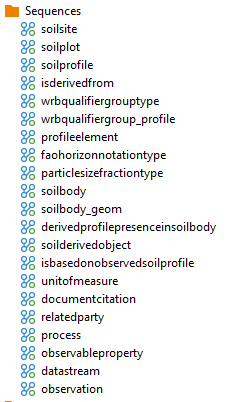 Sequences
soilsite
soilplot
soilprofile
isderivedfrom
wrbqualifiergrouptype
wrbqualifiergroup_profile
profileelement
faohorizonnotationtype
particlesizefractiontype
soilbody
soilbody_geom
derivedprofilepresenceinsoilbody
soilderivedobject
isbasedonobservedsoilprofile
unitofmeasure
documentcitation
relatedparty
process
observableproperty
datastream
observation